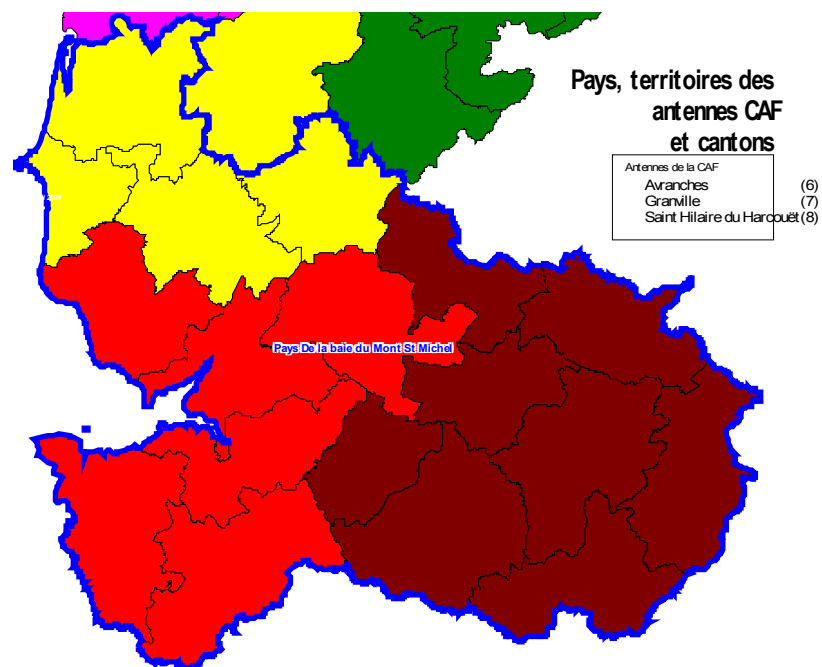 Pays, territoires des
antennes CAF
et cantons
Antennes de la CAF
Avranches (6)
Granville (7)
Saint Hilaire du Harcouët (8)
Pays De la baie du Mont St Michel